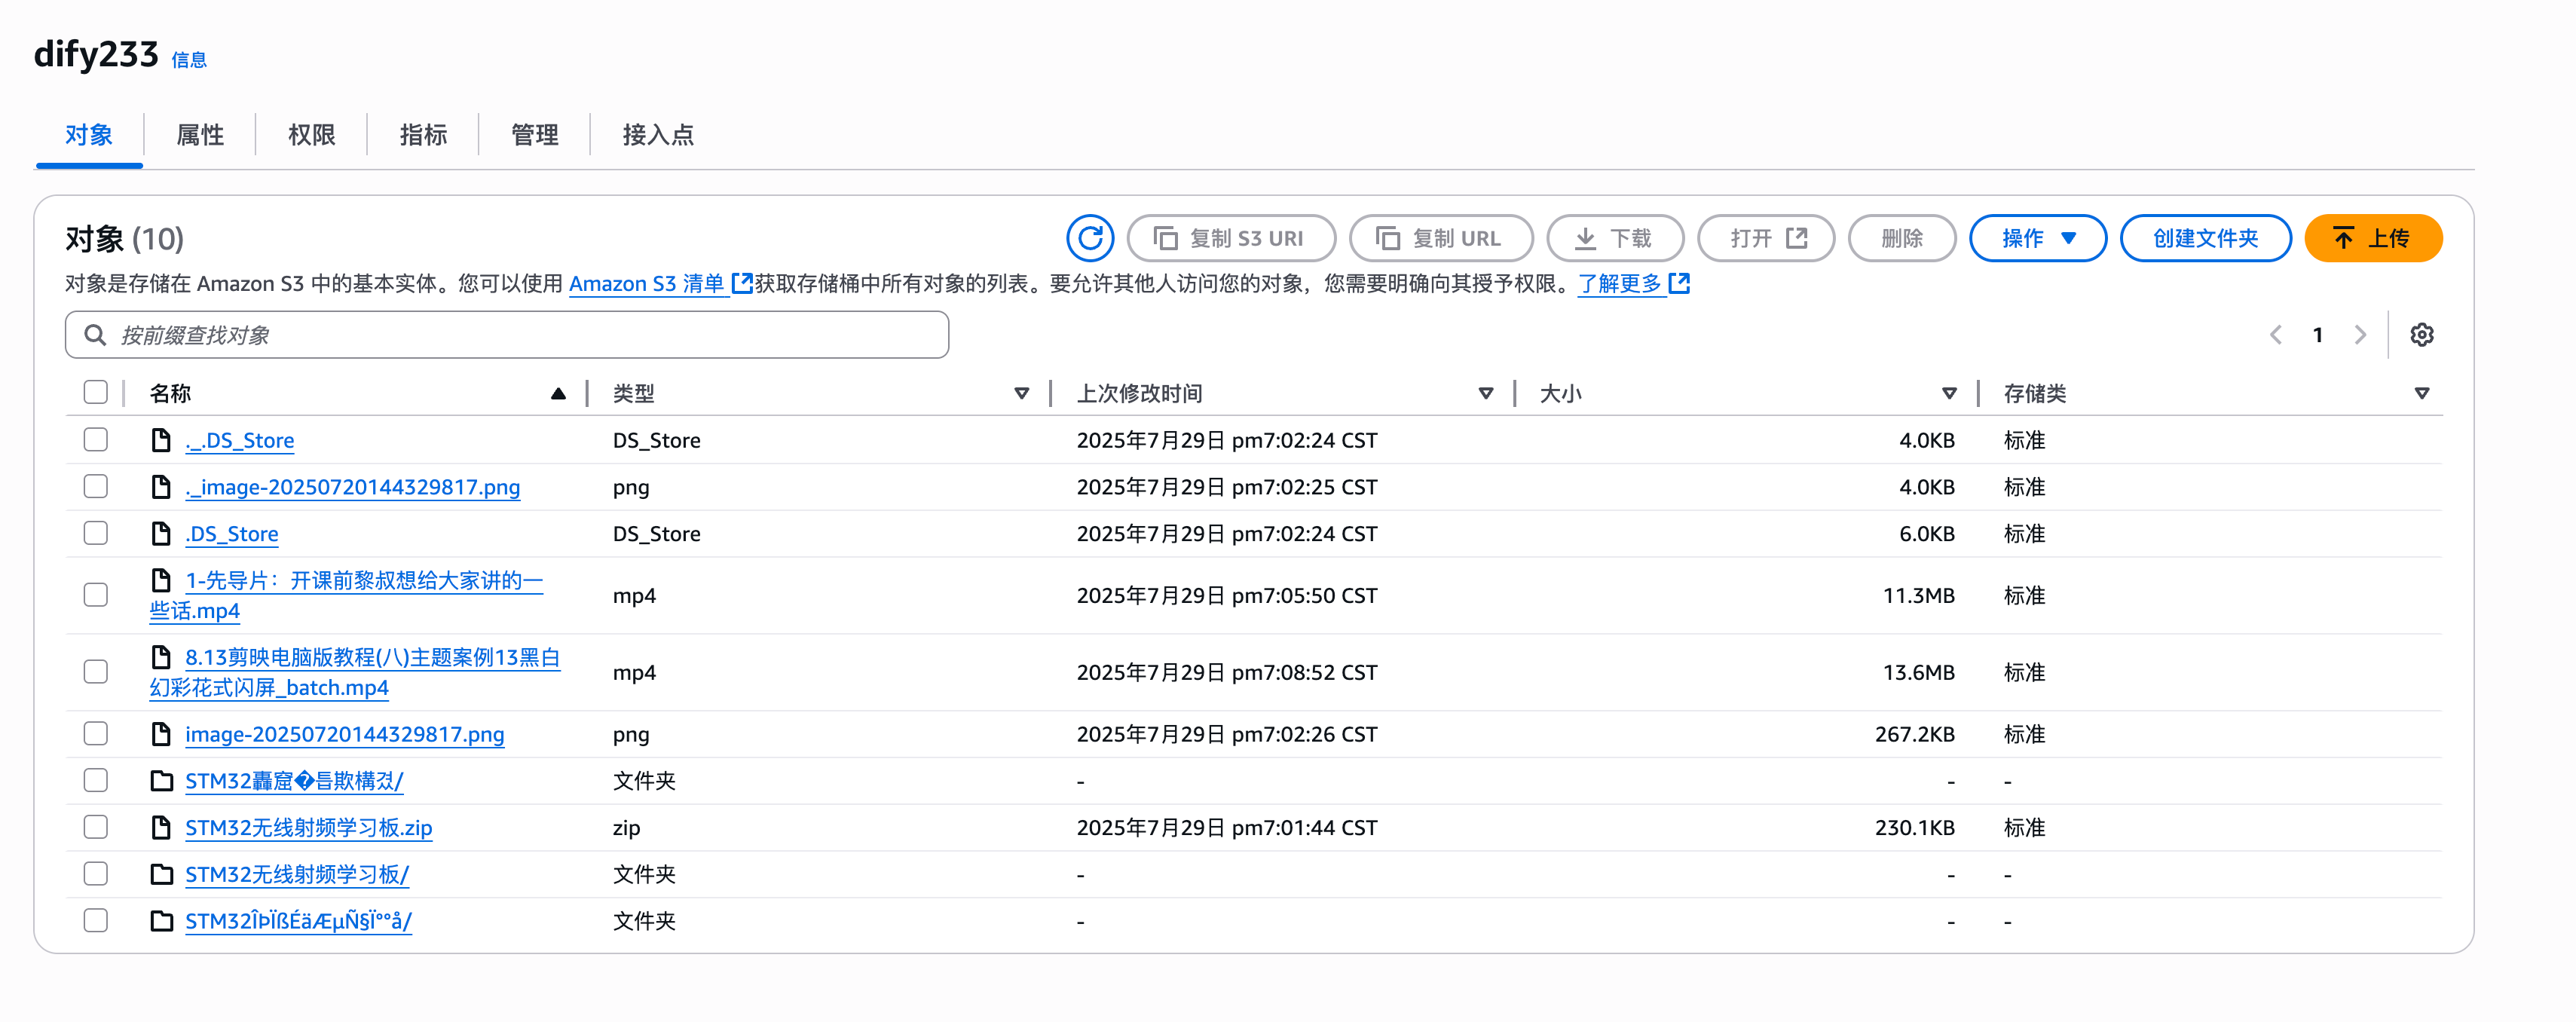 dify233 信息
对象 属性 权限 指标 管理 接入点
对象 (10) 复制 S3 URI 复制 URL 下载 打开 删除 操作 创建文件夹 上传
对象是存储在 Amazon S3 中的基本实体。您可以使用 Amazon S3 清单 获取存储桶中所有对象的列表。要允许其他人访问您的对象，您需要明确向其授予权限。了解更多
按前缀查找对象 1
名称 类型 上次修改时间 大小 存储类
._.DS_Store DS_Store 2025年7月29日 pm7:02:24 CST 4.0KB 标准
._image-20250720144329817.png png 2025年7月29日 pm7:02:25 CST 4.0KB 标准
.DS_Store DS_Store 2025年7月29日 pm7:02:24 CST 6.0KB 标准
1-先导片：开课前黎叔想给大家讲的一
些话.mp4 mp4 2025年7月29日 pm7:05:50 CST 11.3MB 标准
8.13剪映电脑版教程(八)主题案例13黑白
幻彩花式闪屏_batch.mp4 mp4 2025年7月29日 pm7:08:52 CST 13.6MB 标准
image-20250720144329817.png png 2025年7月29日 pm7:02:26 CST 267.2KB 标准
STM32轟窟�틈欺構겄/ 文件夹 - - -
STM32无线射频学习板.zip zip 2025年7月29日 pm7:01:44 CST 230.1KB 标准
STM32无线射频学习板/ 文件夹 - - -
STM32ÎÞÏßÉäÆµÑ§Ï°°å/ 文件夹 - - -